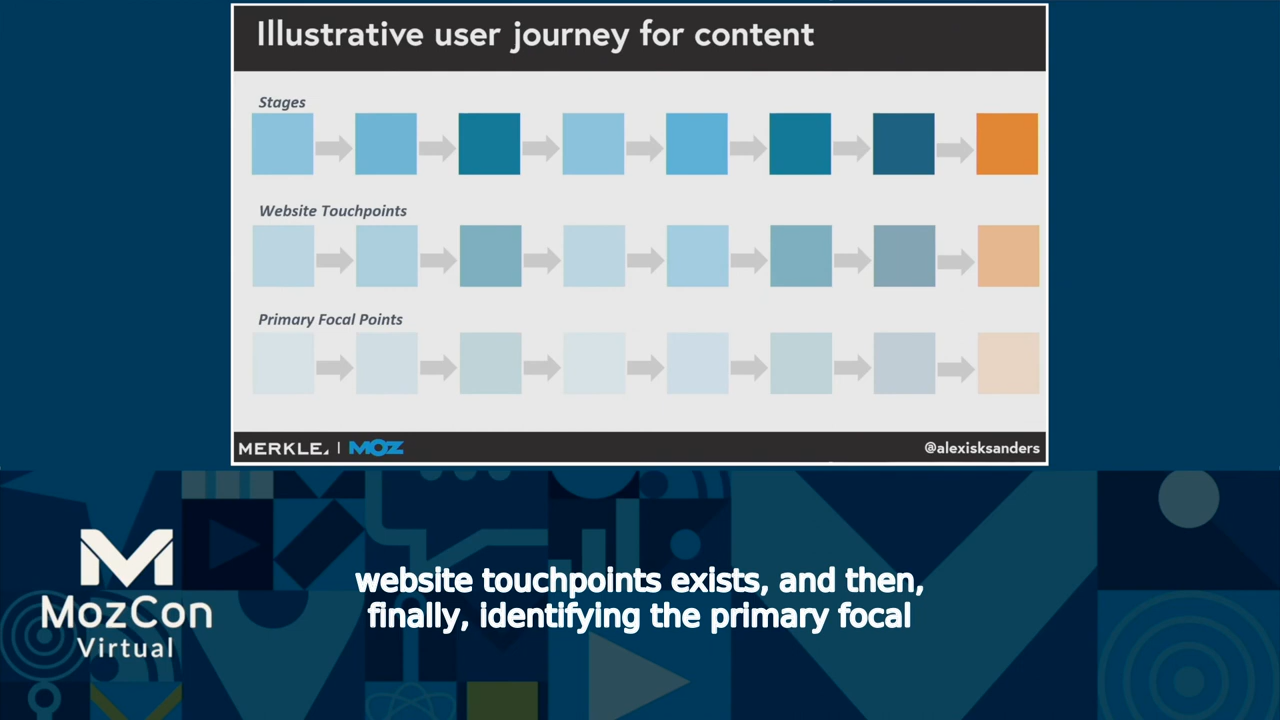 Illustrative user journey for content
Stages
Website Touchpoints
Primary Focal Points
MERKLE. | MOZ
@alexisksanders
M
MozCon
Virtual
website touchpoints exists, and then,
finally, identifying the primary focal